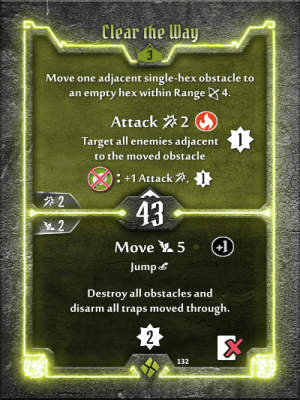 Clear the Way
3
Move one adjacent single-hex obstacle to
an empty hex within Range 4.
Attack 2
Target all enemies adjacent
to the moved obstacle
1
: +1 Attack , 1
2
43
2
Move 5 +1
Jump
Destroy all obstacles and
disarm all traps moved through.
2
132